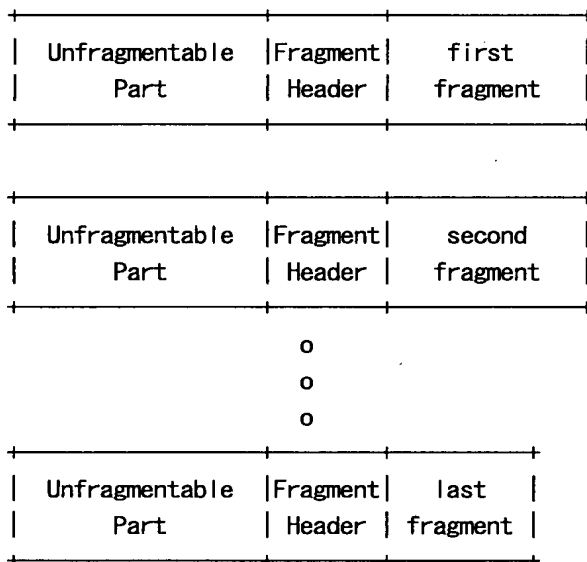 +------------------+--------+--------------+
|  Unfragmentable  |Fragment|    first     |
|       Part       | Header |   fragment   |
+------------------+--------+--------------+
+------------------+--------+--------------+
|  Unfragmentable  |Fragment|    second    |
|       Part       | Header |   fragment   |
+------------------+--------+--------------+
o
o
o
+------------------+--------+----------+
|  Unfragmentable  |Fragment|   last   |
|       Part       | Header | fragment |
+------------------+--------+----------+